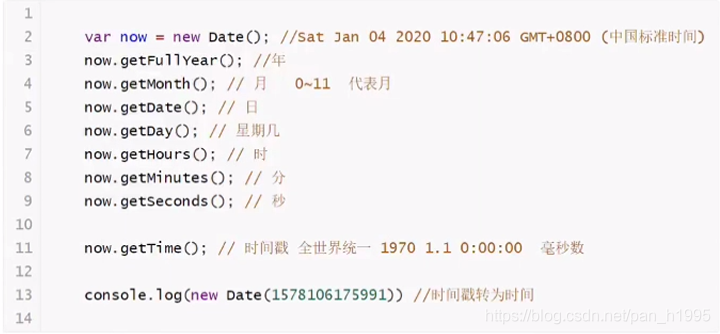 1
2 var now = new Date(); //Sat Jan 04 2020 10:47:06 GMT+0800 (中国标准时间)
3 now.getFullYear(); //年
4 now.getMonth(); // 月 0~11 代表月
5 now.getDate(); // 日
6 now.getDay(); // 星期几
7 now.getHours(); // 时
8 now.getMinutes(); // 分
9 now.getSeconds(); // 秒
10
11 now.getTime(); // 时间戳 全世界统一 1970 1.1 0:00:00 毫秒数
12
13 console.log(new Date(1578106175991)) //时间戳转为时间
14
https://blog.csdn.net/pan_h1995